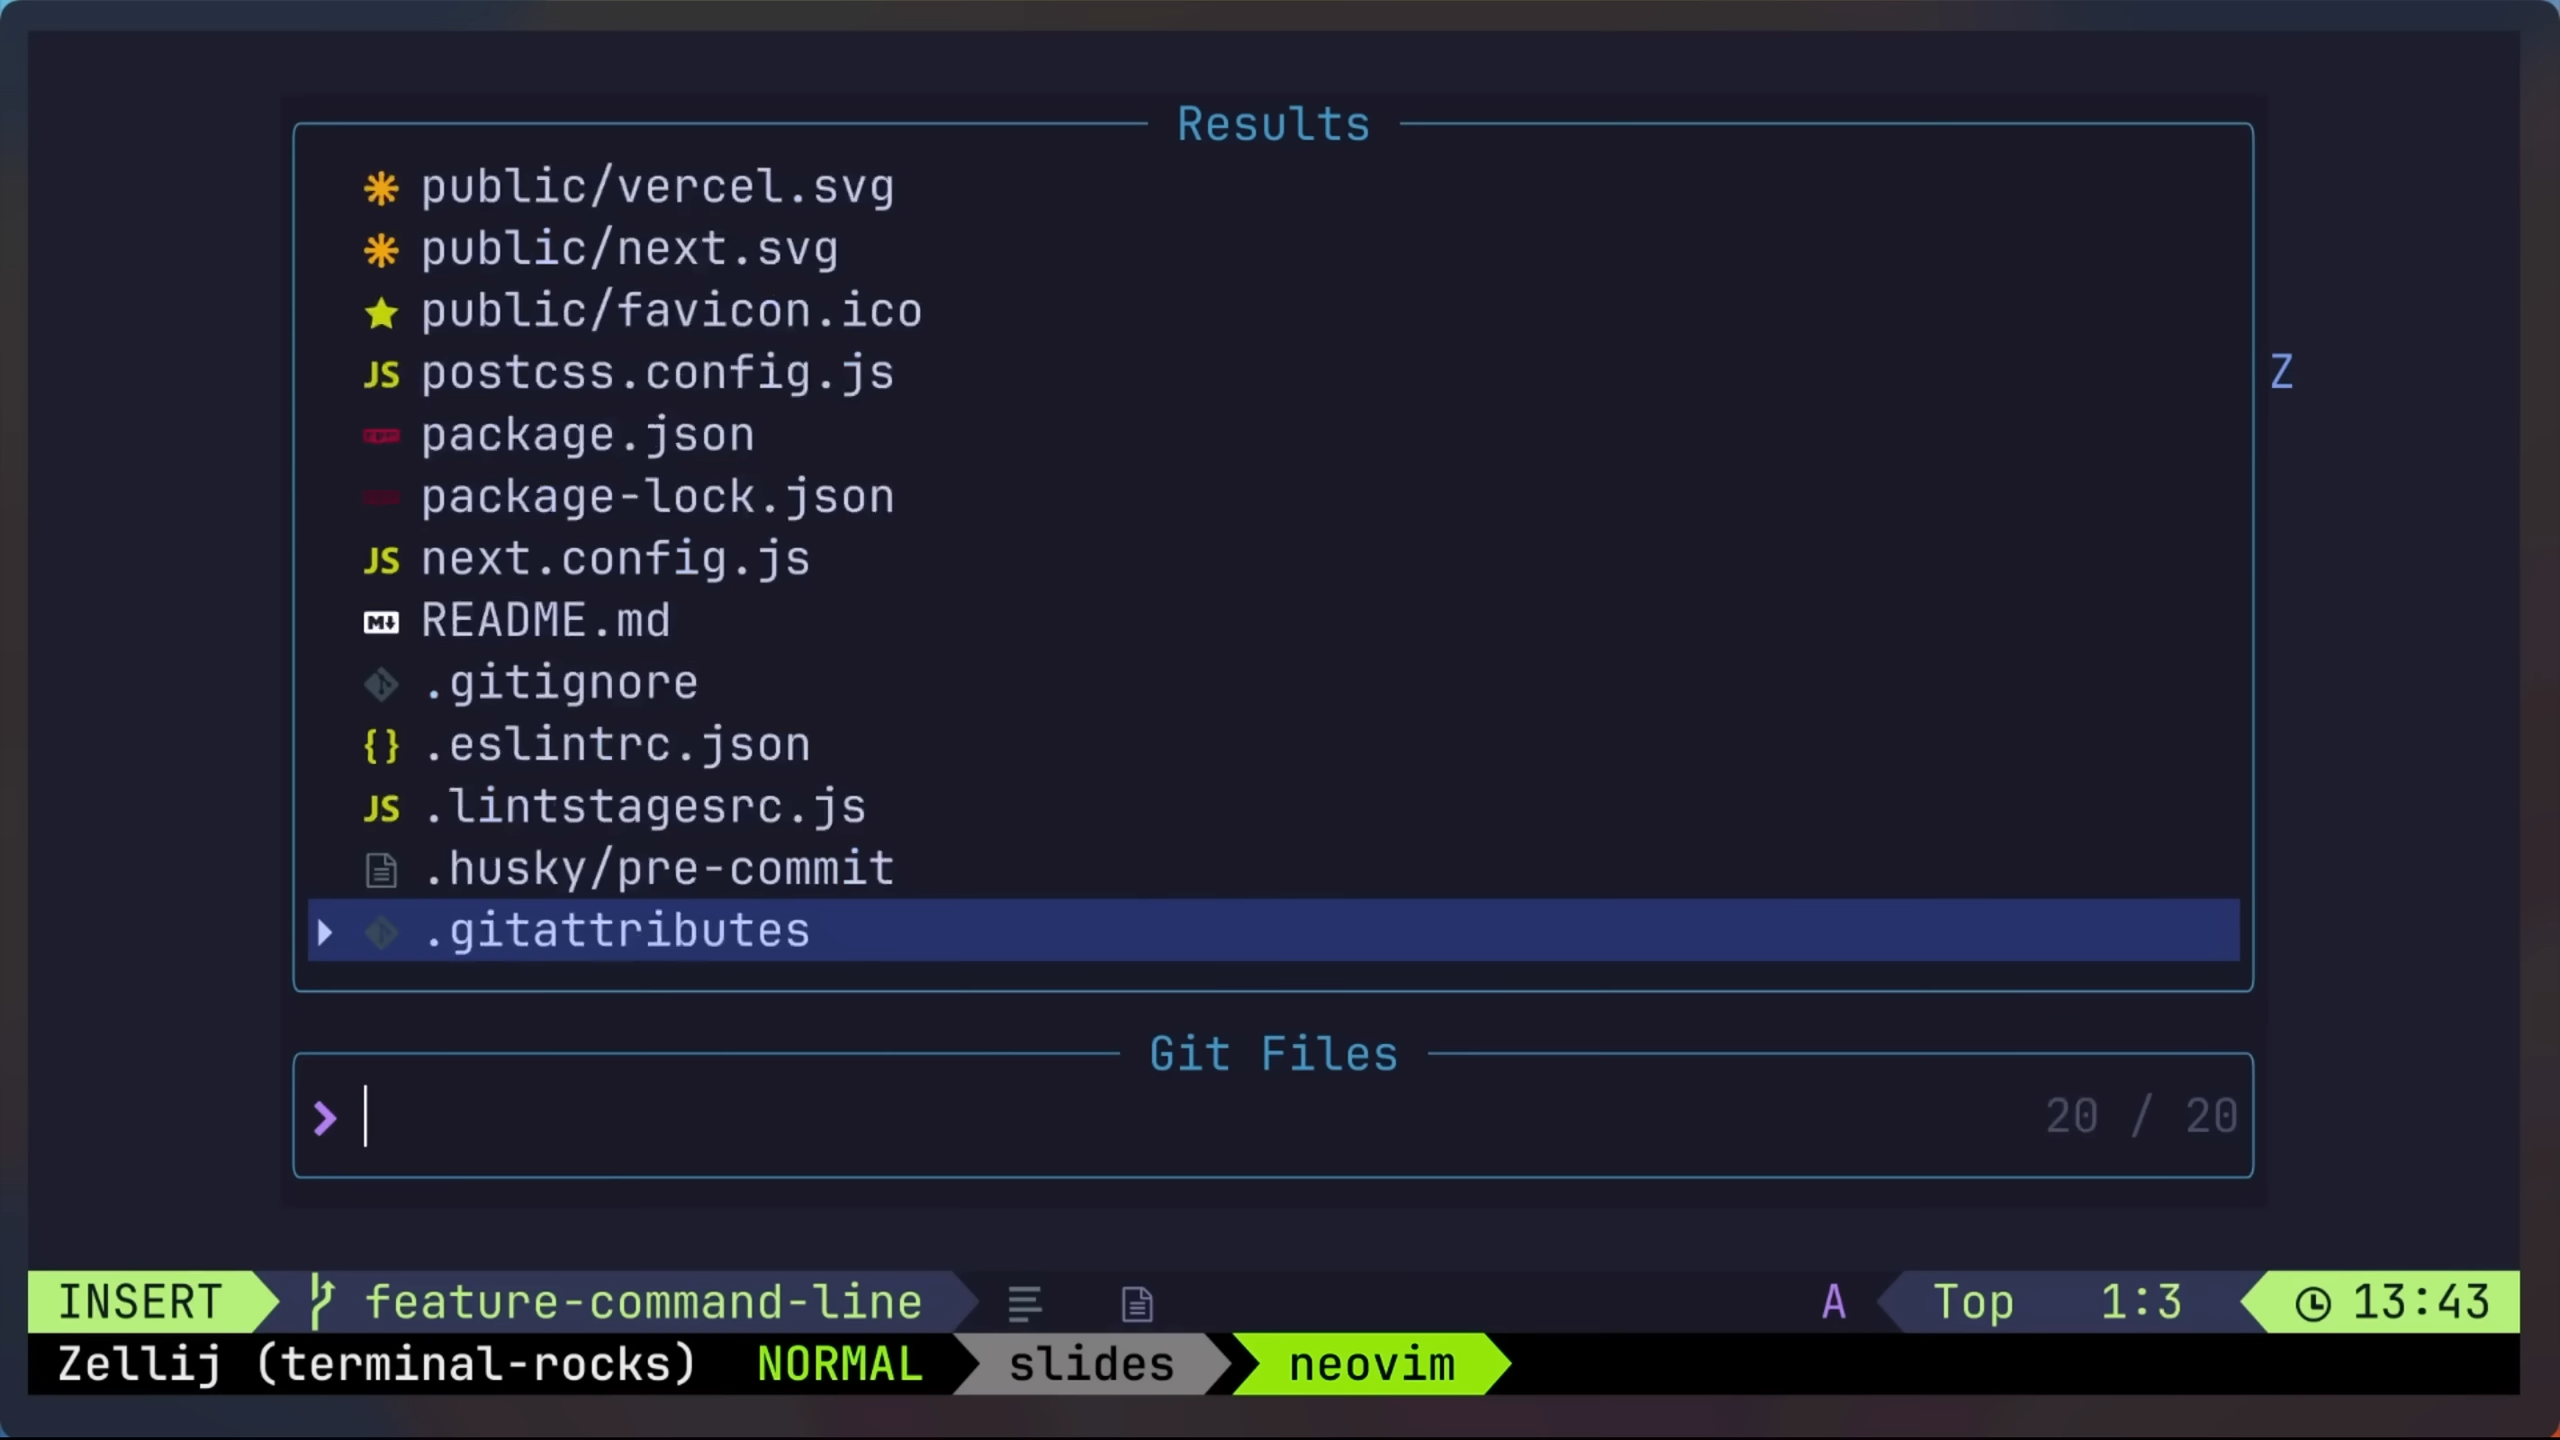 Results
public/vercel.svg
public/next.svg
public/favicon.ico
JS postcss.config.js
Z
package.json
package-lock.json
JS next.config.js
M README.md
.gitignore
{} .eslintrc.json
JS .lintstagesrc.js
.husky/pre-commit
.gitattributes
Git Files
> 20 / 20
INSERT feature-command-line A Top 1:3 13:43
Zellij (terminal-rocks) NORMAL slides neovim